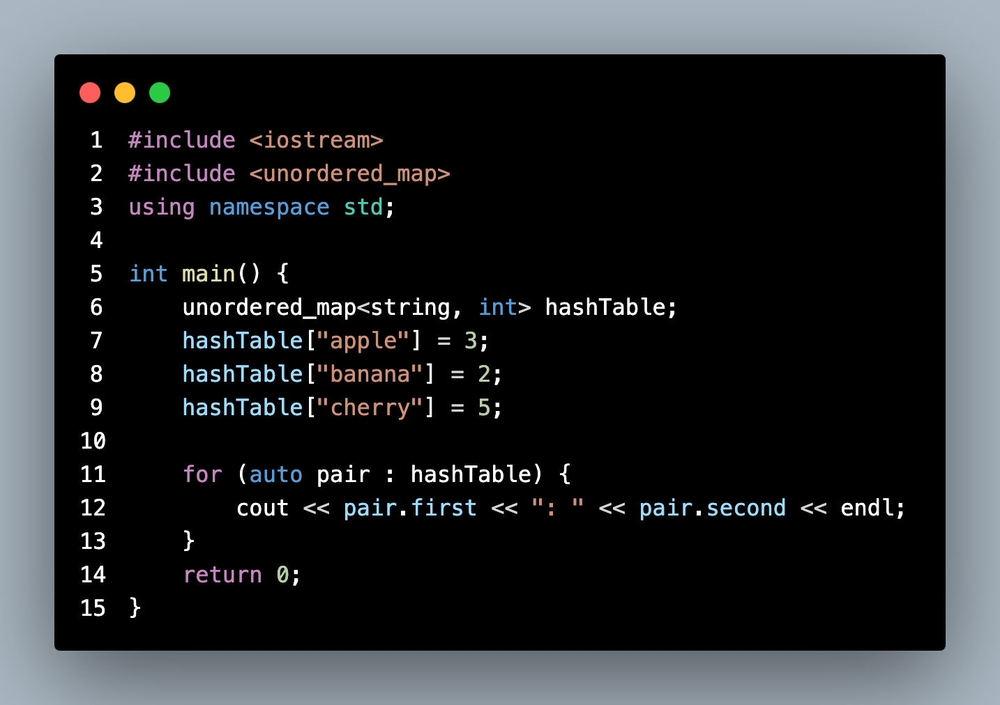 1 #include <iostream>
2 #include <unordered_map>
3 using namespace std;
4
5 int main() {
6     unordered_map<string, int> hashTable;
7     hashTable["apple"] = 3;
8     hashTable["banana"] = 2;
9     hashTable["cherry"] = 5;
10
11     for (auto pair : hashTable) {
12         cout << pair.first << ": " << pair.second << endl;
13     }
14     return 0;
15 }